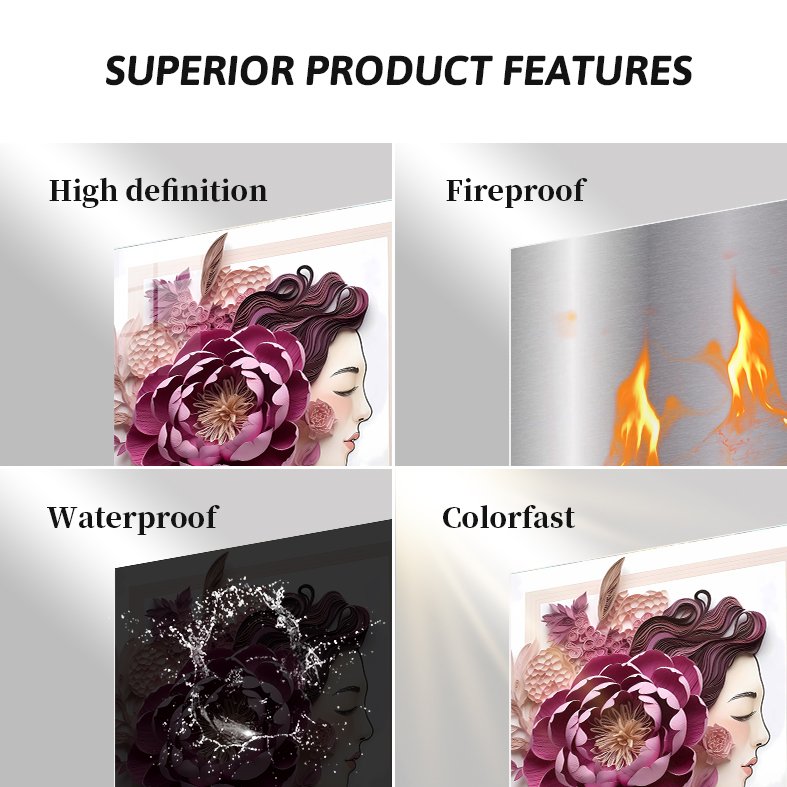 SUPERIOR PRODUCT FEATURES
High definition
Fireproof
Waterproof
Colorfast